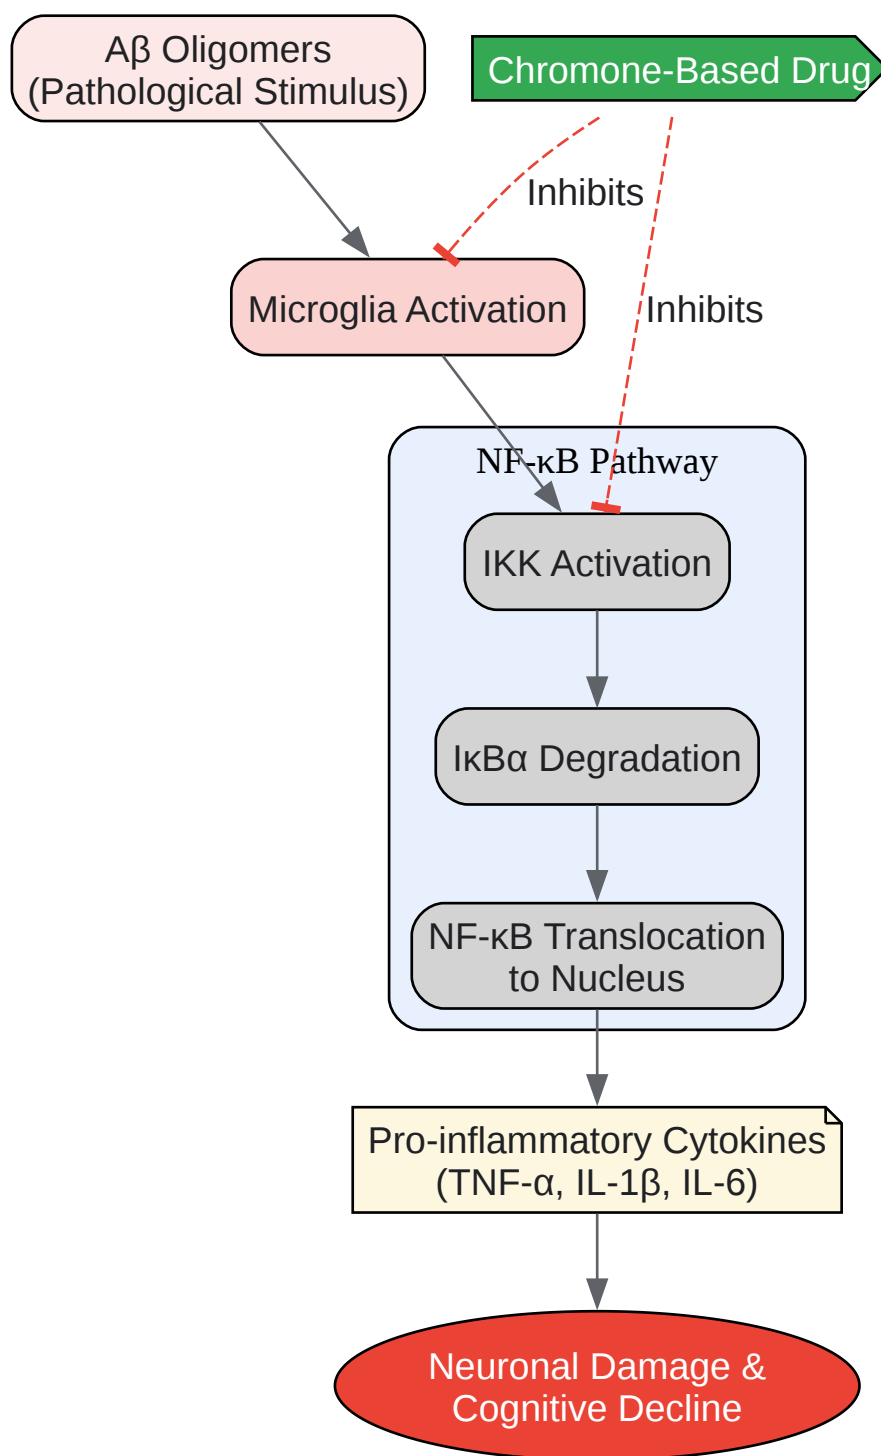 Aβ Oligomers
(Pathological Stimulus)
Chromone-Based Drug
Inhibits
Microglia Activation
Inhibits
NF-κB Pathway
IKK Activation
IκBα Degradation
NF-κB Translocation
to Nucleus
Pro-inflammatory Cytokines
(TNF-α, IL-1β, IL-6)
Neuronal Damage &
Cognitive Decline